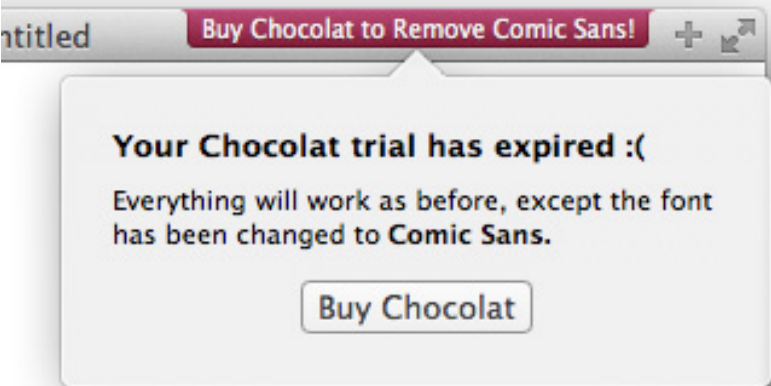 ntitled
Buy Chocolat to Remove Comic Sans!
Your Chocolat trial has expired :(
Everything will work as before, except the font
has been changed to Comic Sans.
Buy Chocolat